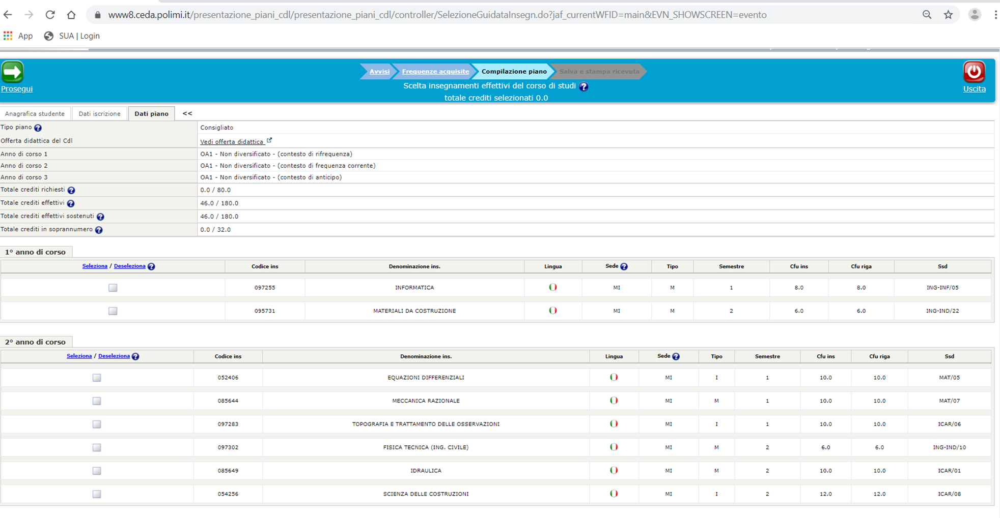 www8.ceda.polimi.it/presentazione_piani_cdl/presentazione_piani_cdl/controller/SelezioneGuidataInsegn.do?jaf_currentWFID=main&EVN_SHOWSCREEN=evento
App SUA | Login
Avvisi Frequenze acquisite Compilazione piano Salva e stampa ricevuta
Scelta insegnamenti effettivi del corso di studi ?
totale crediti selezionati 0.0
Prosegui Uscita
Anagrafica studente Dati iscrizione Dati piano <<
Tipo piano ? Consigliato
Offerta didattica del Cdl Vedi offerta didattica
Anno di corso 1 OA1 - Non diversificato - (contesto di rifrequenza)
Anno di corso 2 OA1 - Non diversificato - (contesto di frequenza corrente)
Anno di corso 3 OA1 - Non diversificato - (contesto di anticipo)
Totale crediti richiesti ? 0.0 / 80.0
Totale crediti effettivi ? 46.0 / 180.0
Totale crediti effettivi sostenuti ? 46.0 / 180.0
Totale crediti in soprannumero ? 0.0 / 32.0
1° anno di corso
Seleziona / Deseleziona ? Codice ins Denominazione ins. Lingua Sede ? Tipo Semestre Cfu ins Cfu riga Ssd
097255 INFORMATICA MI M 1 8.0 8.0 ING-INF/05
095731 MATERIALI DA COSTRUZIONE MI M 2 6.0 6.0 ING-IND/22
2° anno di corso
Seleziona / Deseleziona ? Codice ins Denominazione ins. Lingua Sede ? Tipo Semestre Cfu ins Cfu riga Ssd
052406 EQUAZIONI DIFFERENZIALI MI I 1 10.0 10.0 MAT/05
085644 MECCANICA RAZIONALE MI M 1 10.0 10.0 MAT/07
097283 TOPOGRAFIA E TRATTAMENTO DELLE OSSERVAZIONI MI I 1 10.0 10.0 ICAR/06
097302 FISICA TECNICA (ING. CIVILE) MI M 2 6.0 6.0 ING-IND/10
085649 IDRAULICA MI M 2 10.0 10.0 ICAR/01
054256 SCIENZA DELLE COSTRUZIONI MI I 2 12.0 12.0 ICAR/08